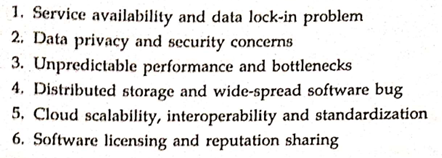 1. Service availability and data lock-in problem
2. Data privacy and security concerns
3. Unpredictable performance and bottlenecks
4. Distributed storage and wide-spread software bug
5. Cloud scalability, interoperability and standardization
6. Software licensing and reputation sharing